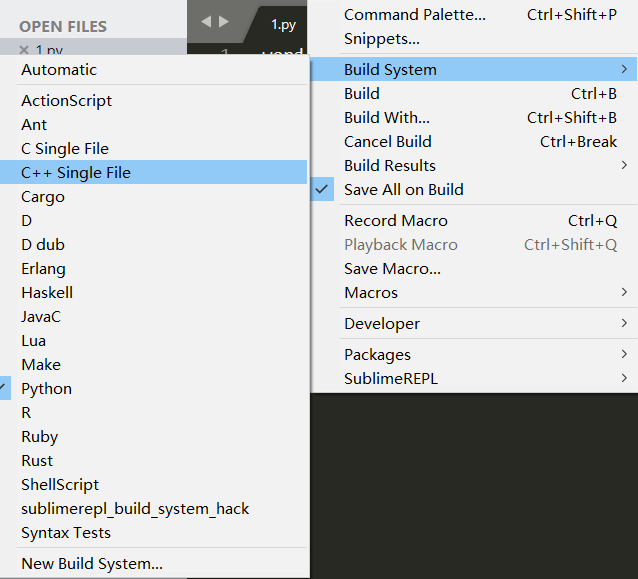 OPEN FILES
1.py
1.py
1
Automatic
ActionScript
Ant
C Single File
C++ Single File
Cargo
D
D dub
Erlang
Haskell
JavaC
Lua
Make
Python
R
Ruby
Rust
ShellScript
sublimerepl_build_system_hack
Syntax Tests
New Build System...
Command Palette... Ctrl+Shift+P
Snippets...
Build System
Build Ctrl+B
Build With... Ctrl+Shift+B
Cancel Build Ctrl+Break
Build Results
Save All on Build
Record Macro Ctrl+Q
Playback Macro Ctrl+Shift+Q
Save Macro...
Macros
Developer
Packages
SublimeREPL